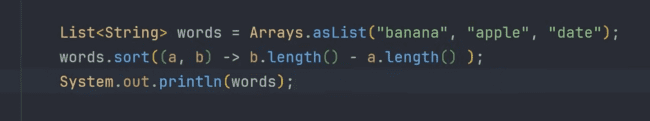 List<String> words = Arrays.asList("banana", "apple", "date");
words.sort((a, b) -> b.length() - a.length() );
System.out.println(words);